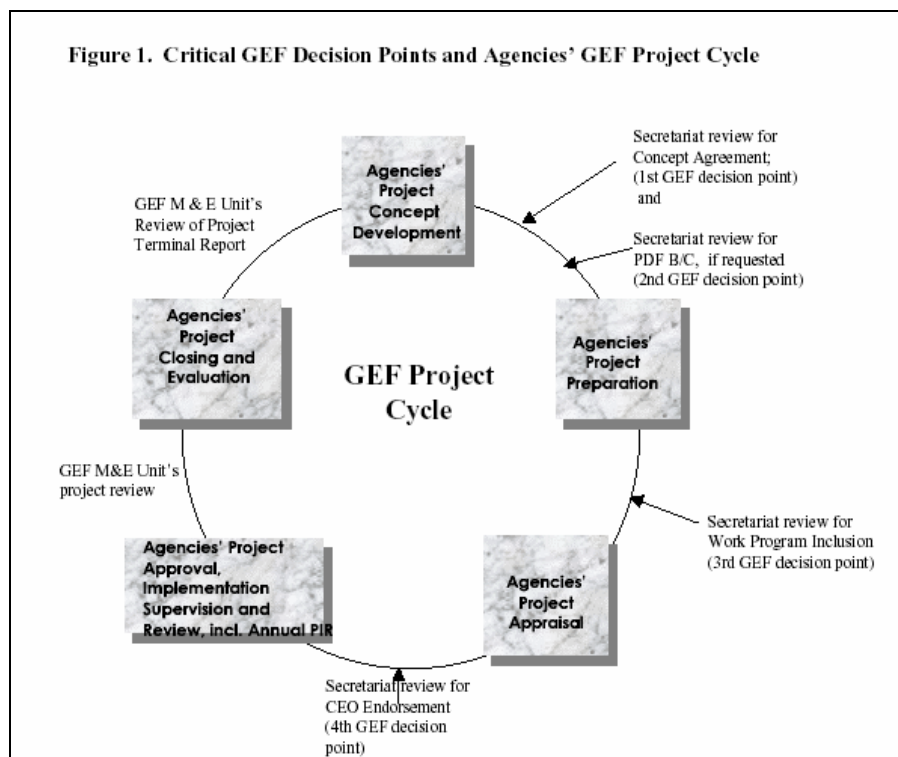 Figure 1.  Critical GEF Decision Points and Agencies’ GEF Project Cycle
Agencies’
Project
Concept
Development
Secretariat review for
Concept Agreement;
(1st GEF decision point)
and
Secretariat review for
PDF B/C,  if requested
(2nd GEF decision point)
GEF M & E Unit’s
Review of Project
Terminal Report
Agencies’
Project
Closing and
Evaluation
GEF Project
Cycle
Agencies’
Project
Preparation
GEF M&E Unit’s
project review
Secretariat review for
Work Program Inclusion
(3rd GEF decision point)
Agencies’ Project
Approval,
Implementation
Supervision and
Review, incl. Annual PIR
Agencies’
Project
Appraisal
Secretariat review for
CEO Endorsement
(4th GEF decision
point)